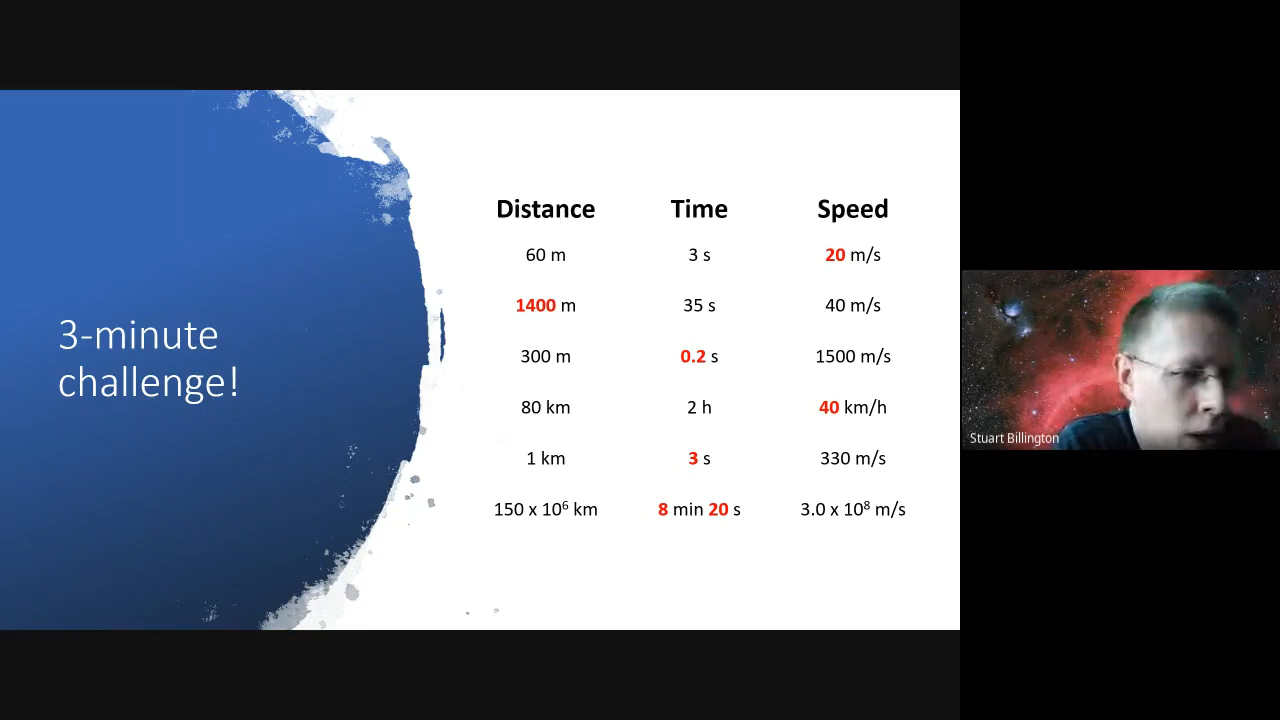 3-minute
challenge!
Distance Time Speed
60 m 3 s 20 m/s
1400 m 35 s 40 m/s
300 m 0.2 s 1500 m/s
80 km 2 h 40 km/h
1 km 3 s 330 m/s
150 x 10⁶ km 8 min 20 s 3.0 x 10⁸ m/s
Stuart Billington